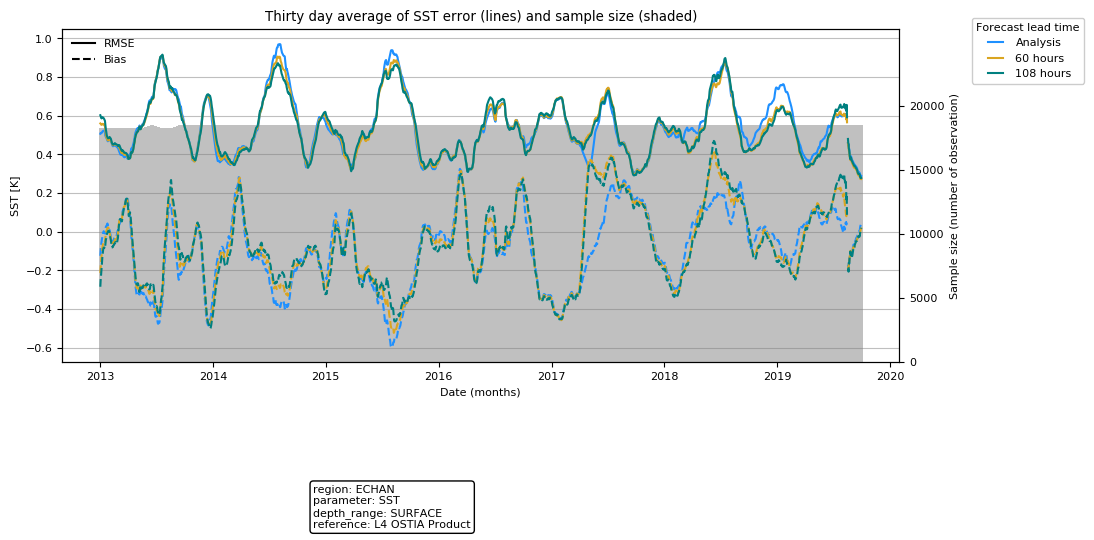 Thirty day average of SST error (lines) and sample size (shaded)
Forecast lead time
Analysis
60 hours
108 hours
RMSE
Bias
SST [K]
1.0
0.8
0.6
0.4
0.2
0.0
−0.2
−0.4
−0.6
20000
15000
10000
5000
0
Sample size (number of observation)
2013 2014 2015 2016 2017 2018 2019 2020
Date (months)
region: ECHAN
parameter: SST
depth_range: SURFACE
reference: L4 OSTIA Product